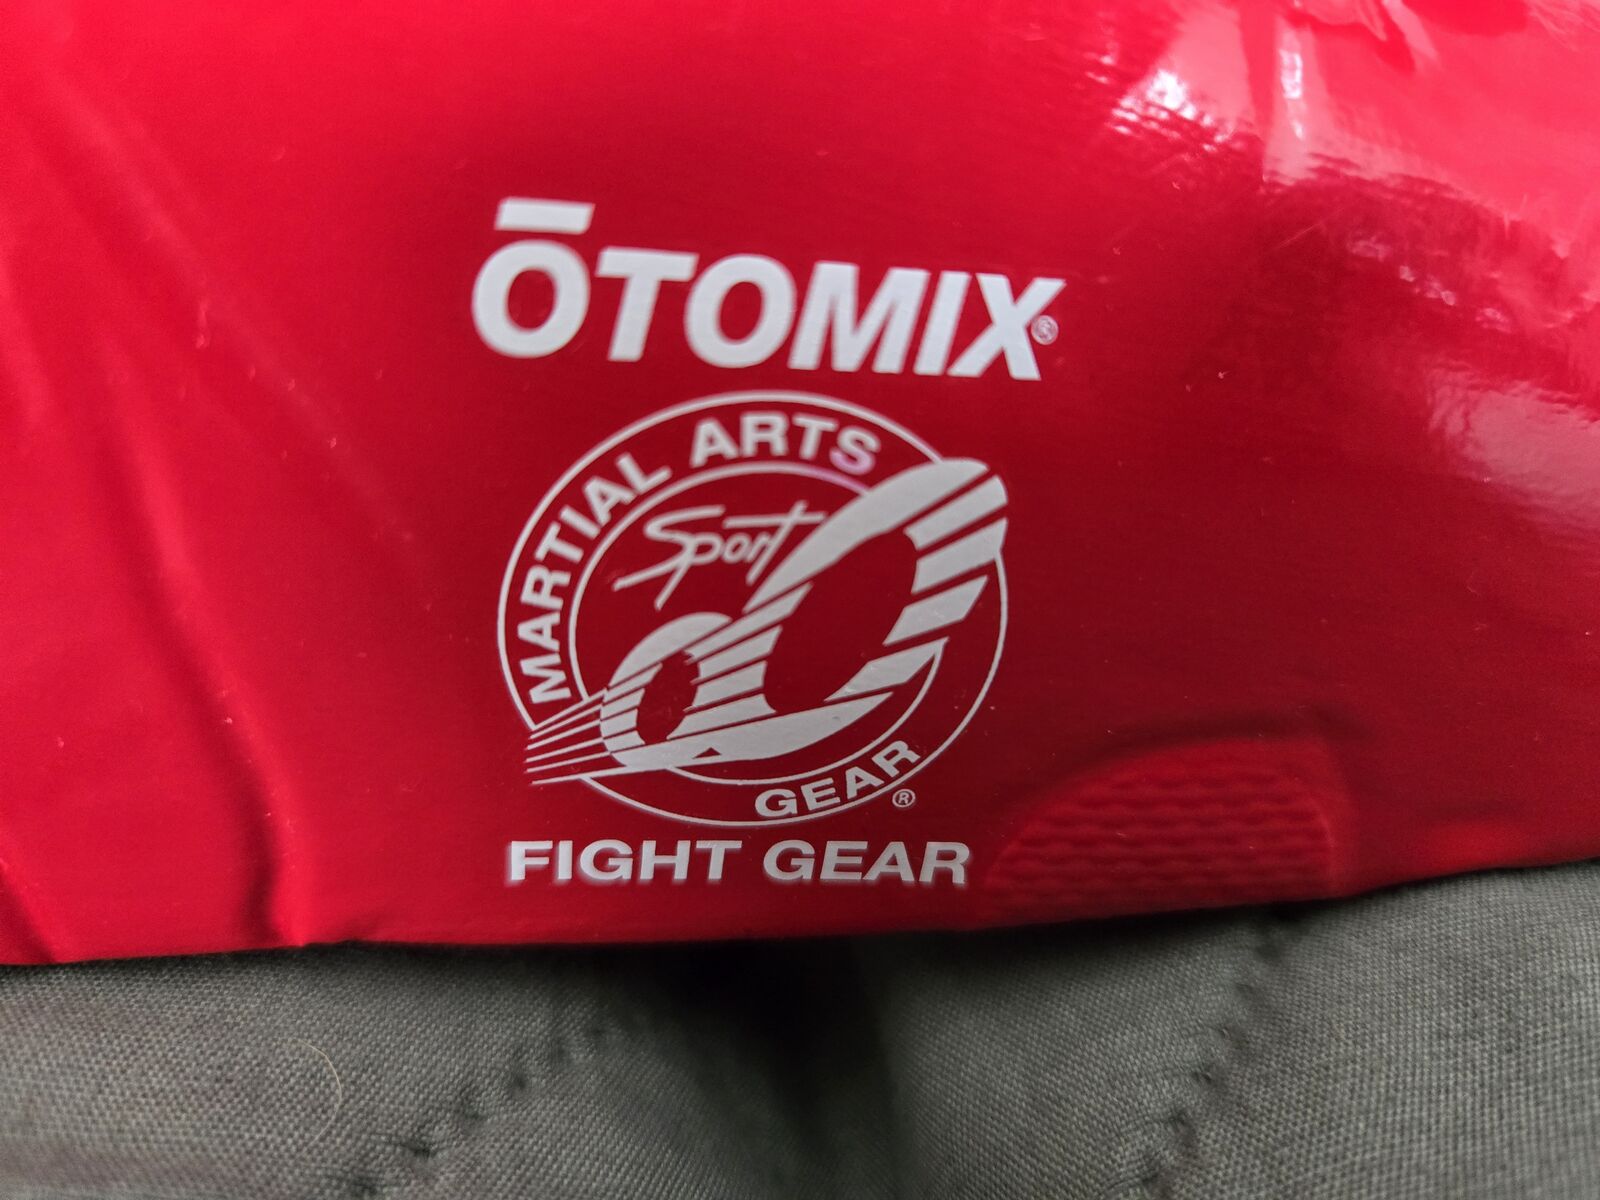 ŌTOMIX®
MARTIAL ARTS
Sport
GEAR®
FIGHT GEAR